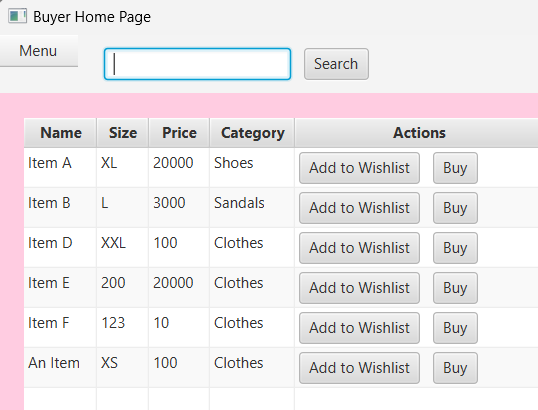 Buyer Home Page
Menu Search
Name Size Price Category Actions
Item A XL 20000 Shoes Add to Wishlist Buy
Item B L 3000 Sandals Add to Wishlist Buy
Item D XXL 100 Clothes Add to Wishlist Buy
Item E 200 20000 Clothes Add to Wishlist Buy
Item F 123 10 Clothes Add to Wishlist Buy
An Item XS 100 Clothes Add to Wishlist Buy